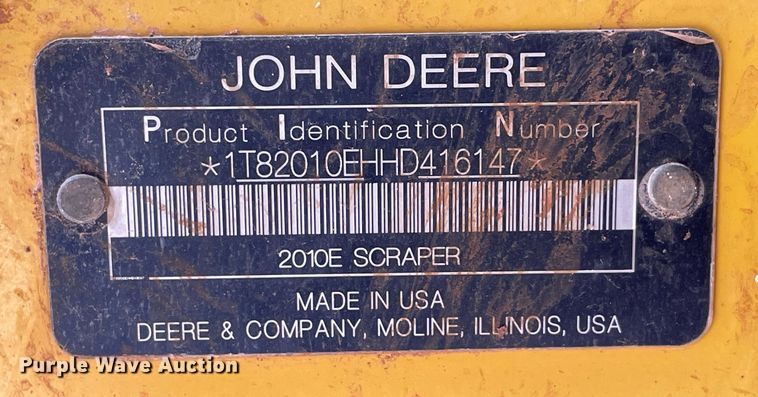 JOHN DEERE
Product Identification Number
*1T82010EHHD416147*
2010E SCRAPER
MADE IN USA
DEERE & COMPANY, MOLINE, ILLINOIS, USA
Purple Wave Auction